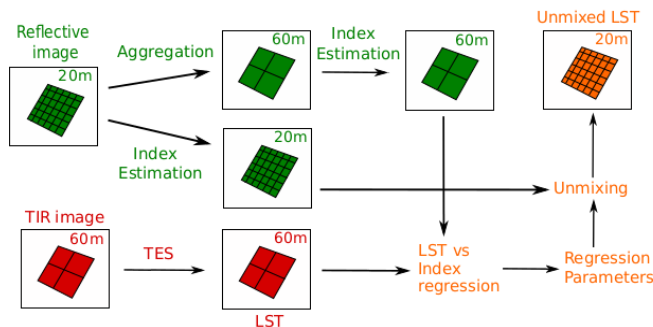 Reflective
image
20m
Aggregation
60m
Index
Estimation
60m
Unmixed LST
20m
Index
Estimation
20m
Unmixing
TIR image
60m
TES
60m
LST
LST vs
Index
regression
Regression
Parameters